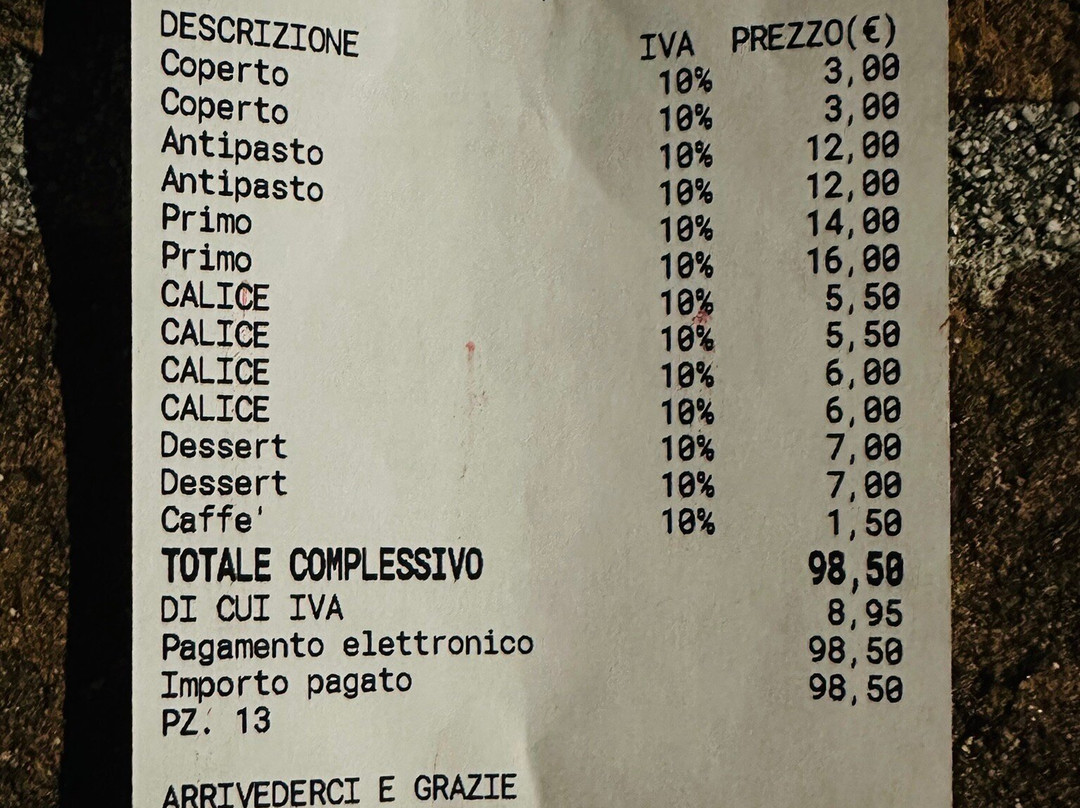 DESCRIZIONE IVA PREZZO(€)
Coperto 10% 3,00
Coperto 10% 3,00
Antipasto 10% 12,00
Antipasto 10% 12,00
Primo 10% 14,00
Primo 10% 16,00
CALICE 10% 5,50
CALICE 10% 5,50
CALICE 10% 6,00
CALICE 10% 6,00
Dessert 10% 7,00
Dessert 10% 7,00
Caffe' 10% 1,50
TOTALE COMPLESSIVO 98,50
DI CUI IVA 8,95
Pagamento elettronico 98,50
Importo pagato 98,50
PZ. 13
ARRIVEDERCI E GRAZIE